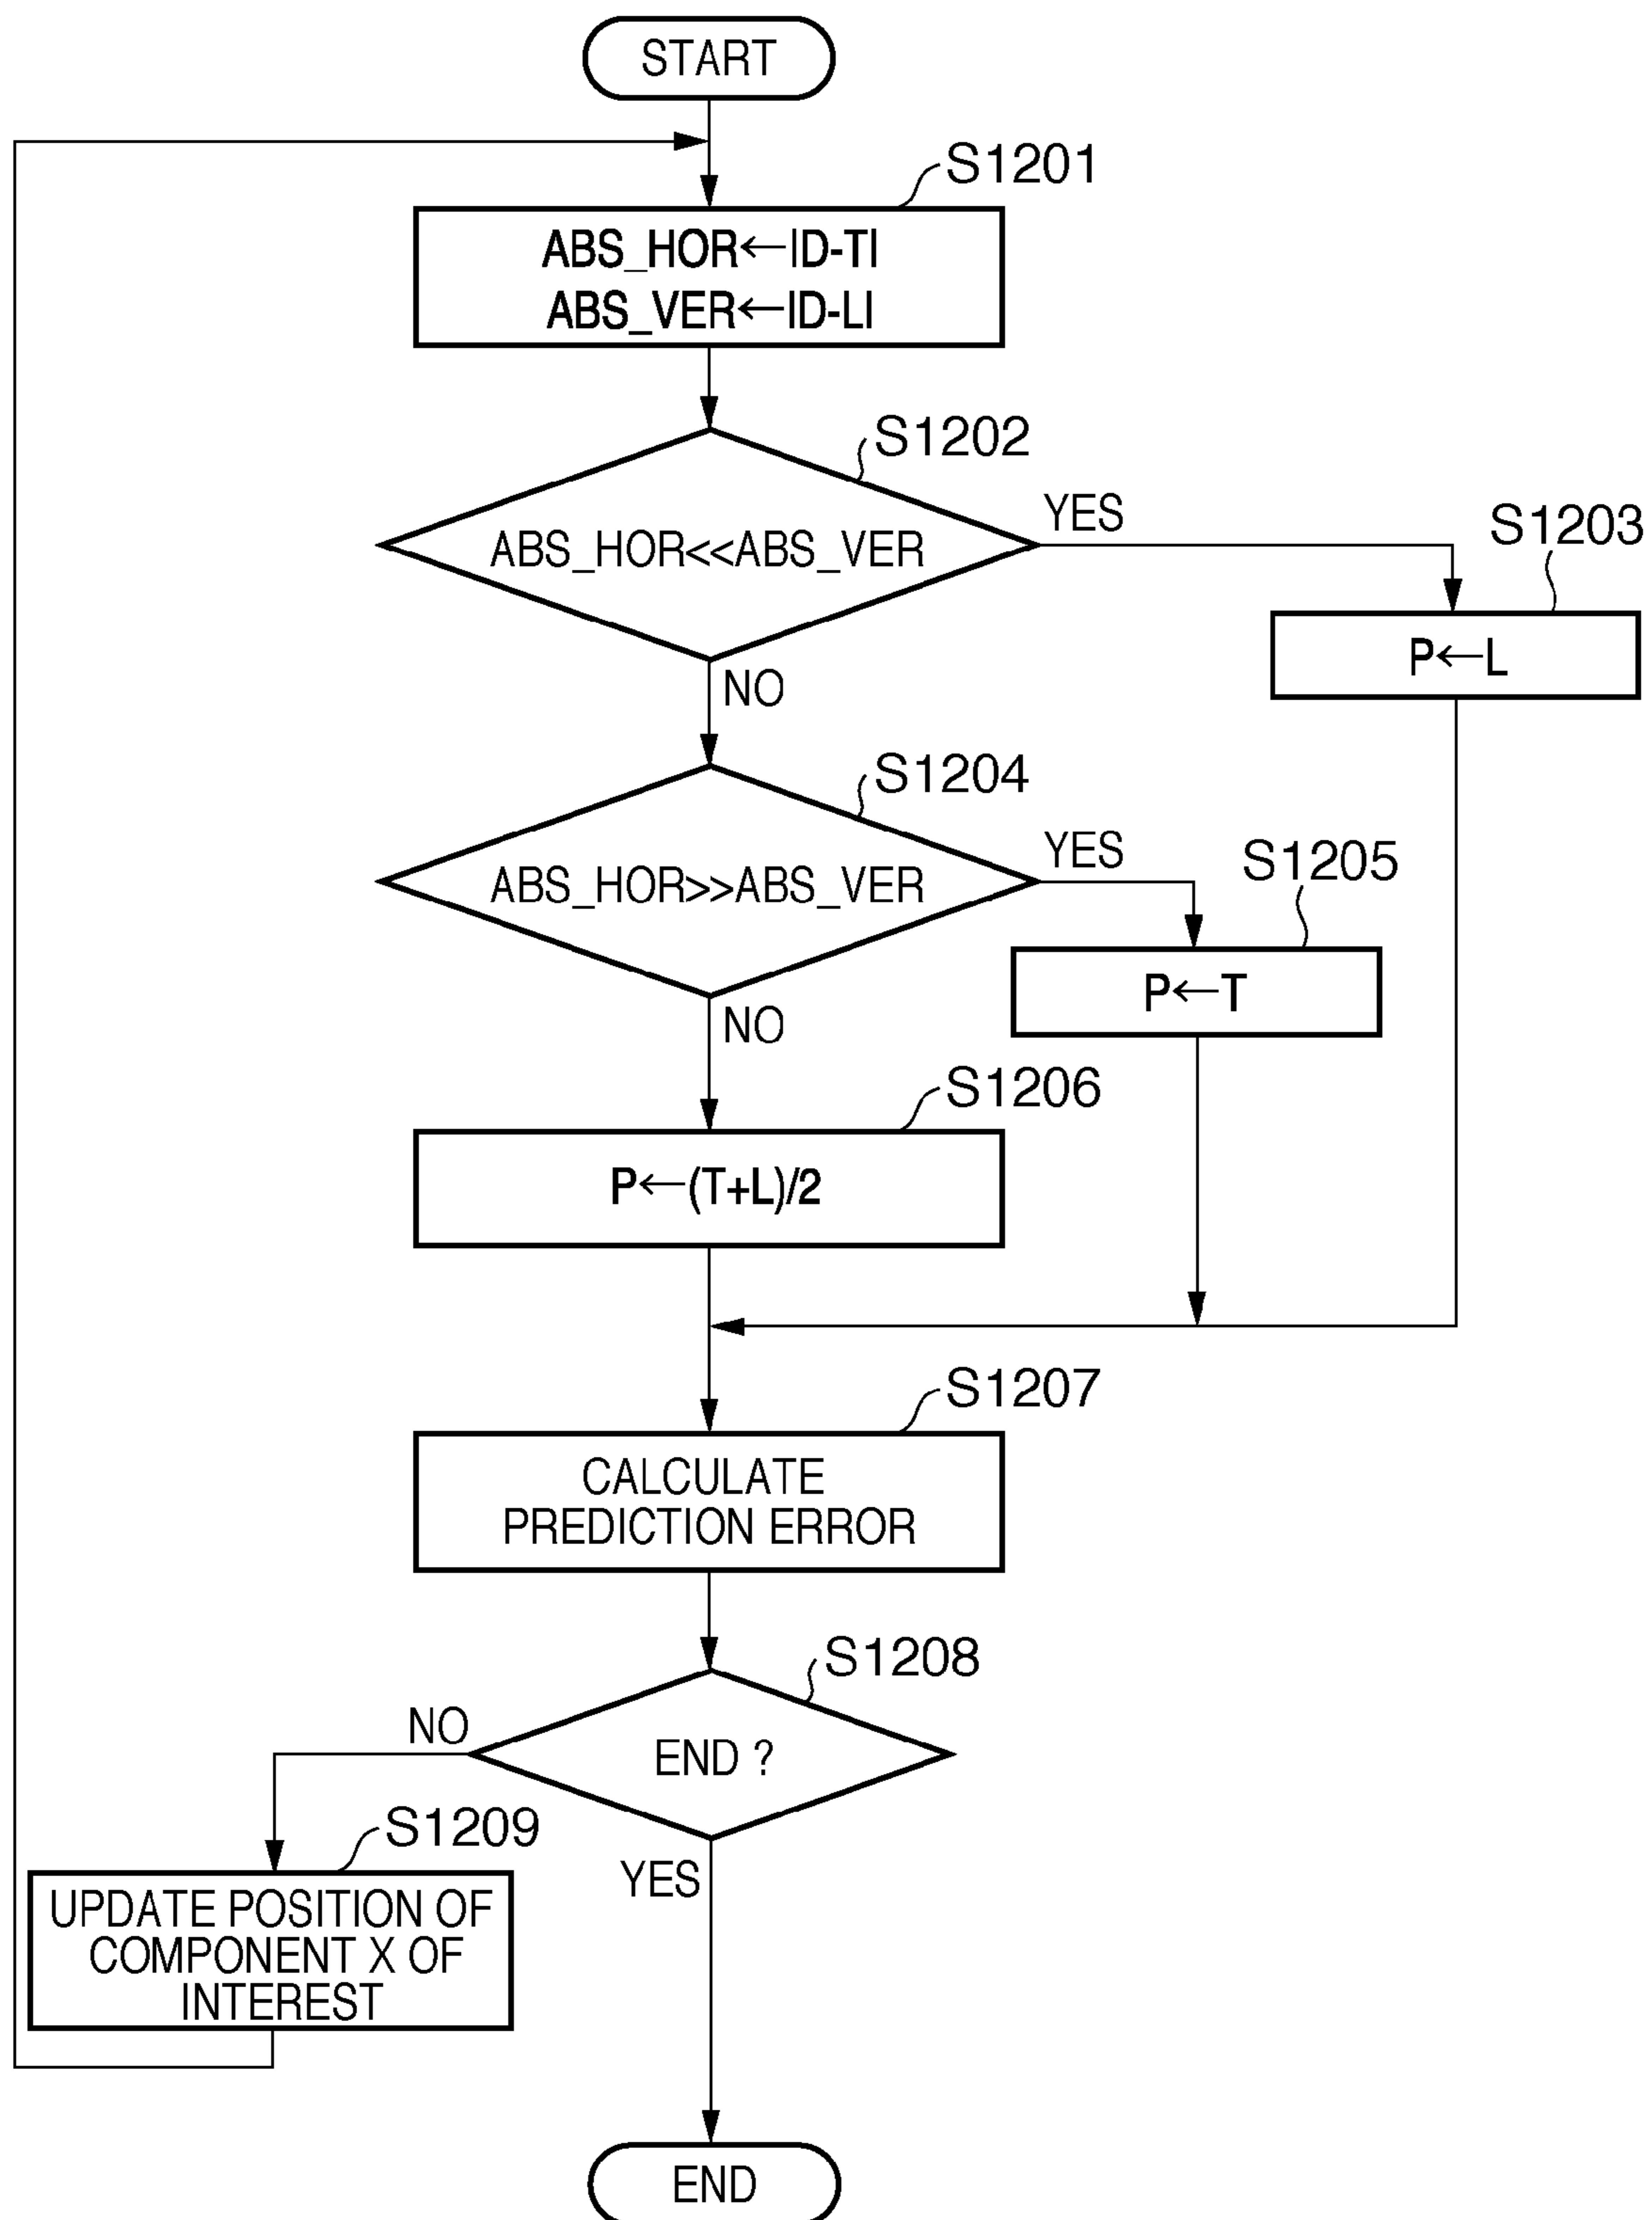 START
S1201
ABS_HOR←|D-T|
ABS_VER←|D-L|
S1202
ABS_HOR<<ABS_VER
YES
S1203
P←L
NO
S1204
ABS_HOR>>ABS_VER
YES
S1205
P←T
NO
S1206
P←(T+L)/2
S1207
CALCULATE
PREDICTION ERROR
S1208
END ?
NO
S1209
UPDATE POSITION OF
COMPONENT X OF
INTEREST
YES
END